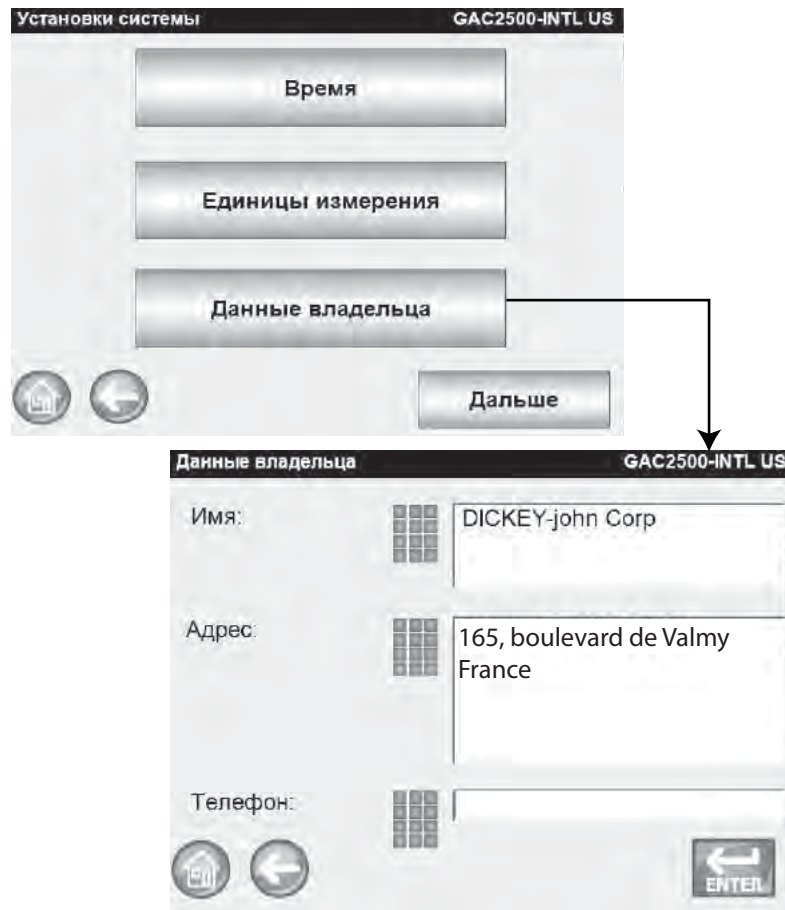 Установки системы GAC2500-INTL US
Время
Единицы измерения
Данные владельца
Дальше
Данные владельца GAC2500-INTL US
Имя:
DICKEY-john Corp
Адрес:
165, boulevard de Valmy
France
Телефон:
ENTER